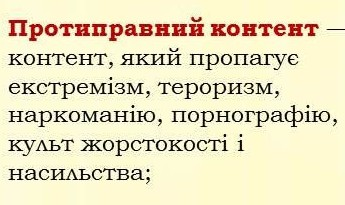 Протиправний контент —
контент, який пропагує
екстремізм, тероризм,
наркоманію, порнографію,
культ жорстокості і
насильства;